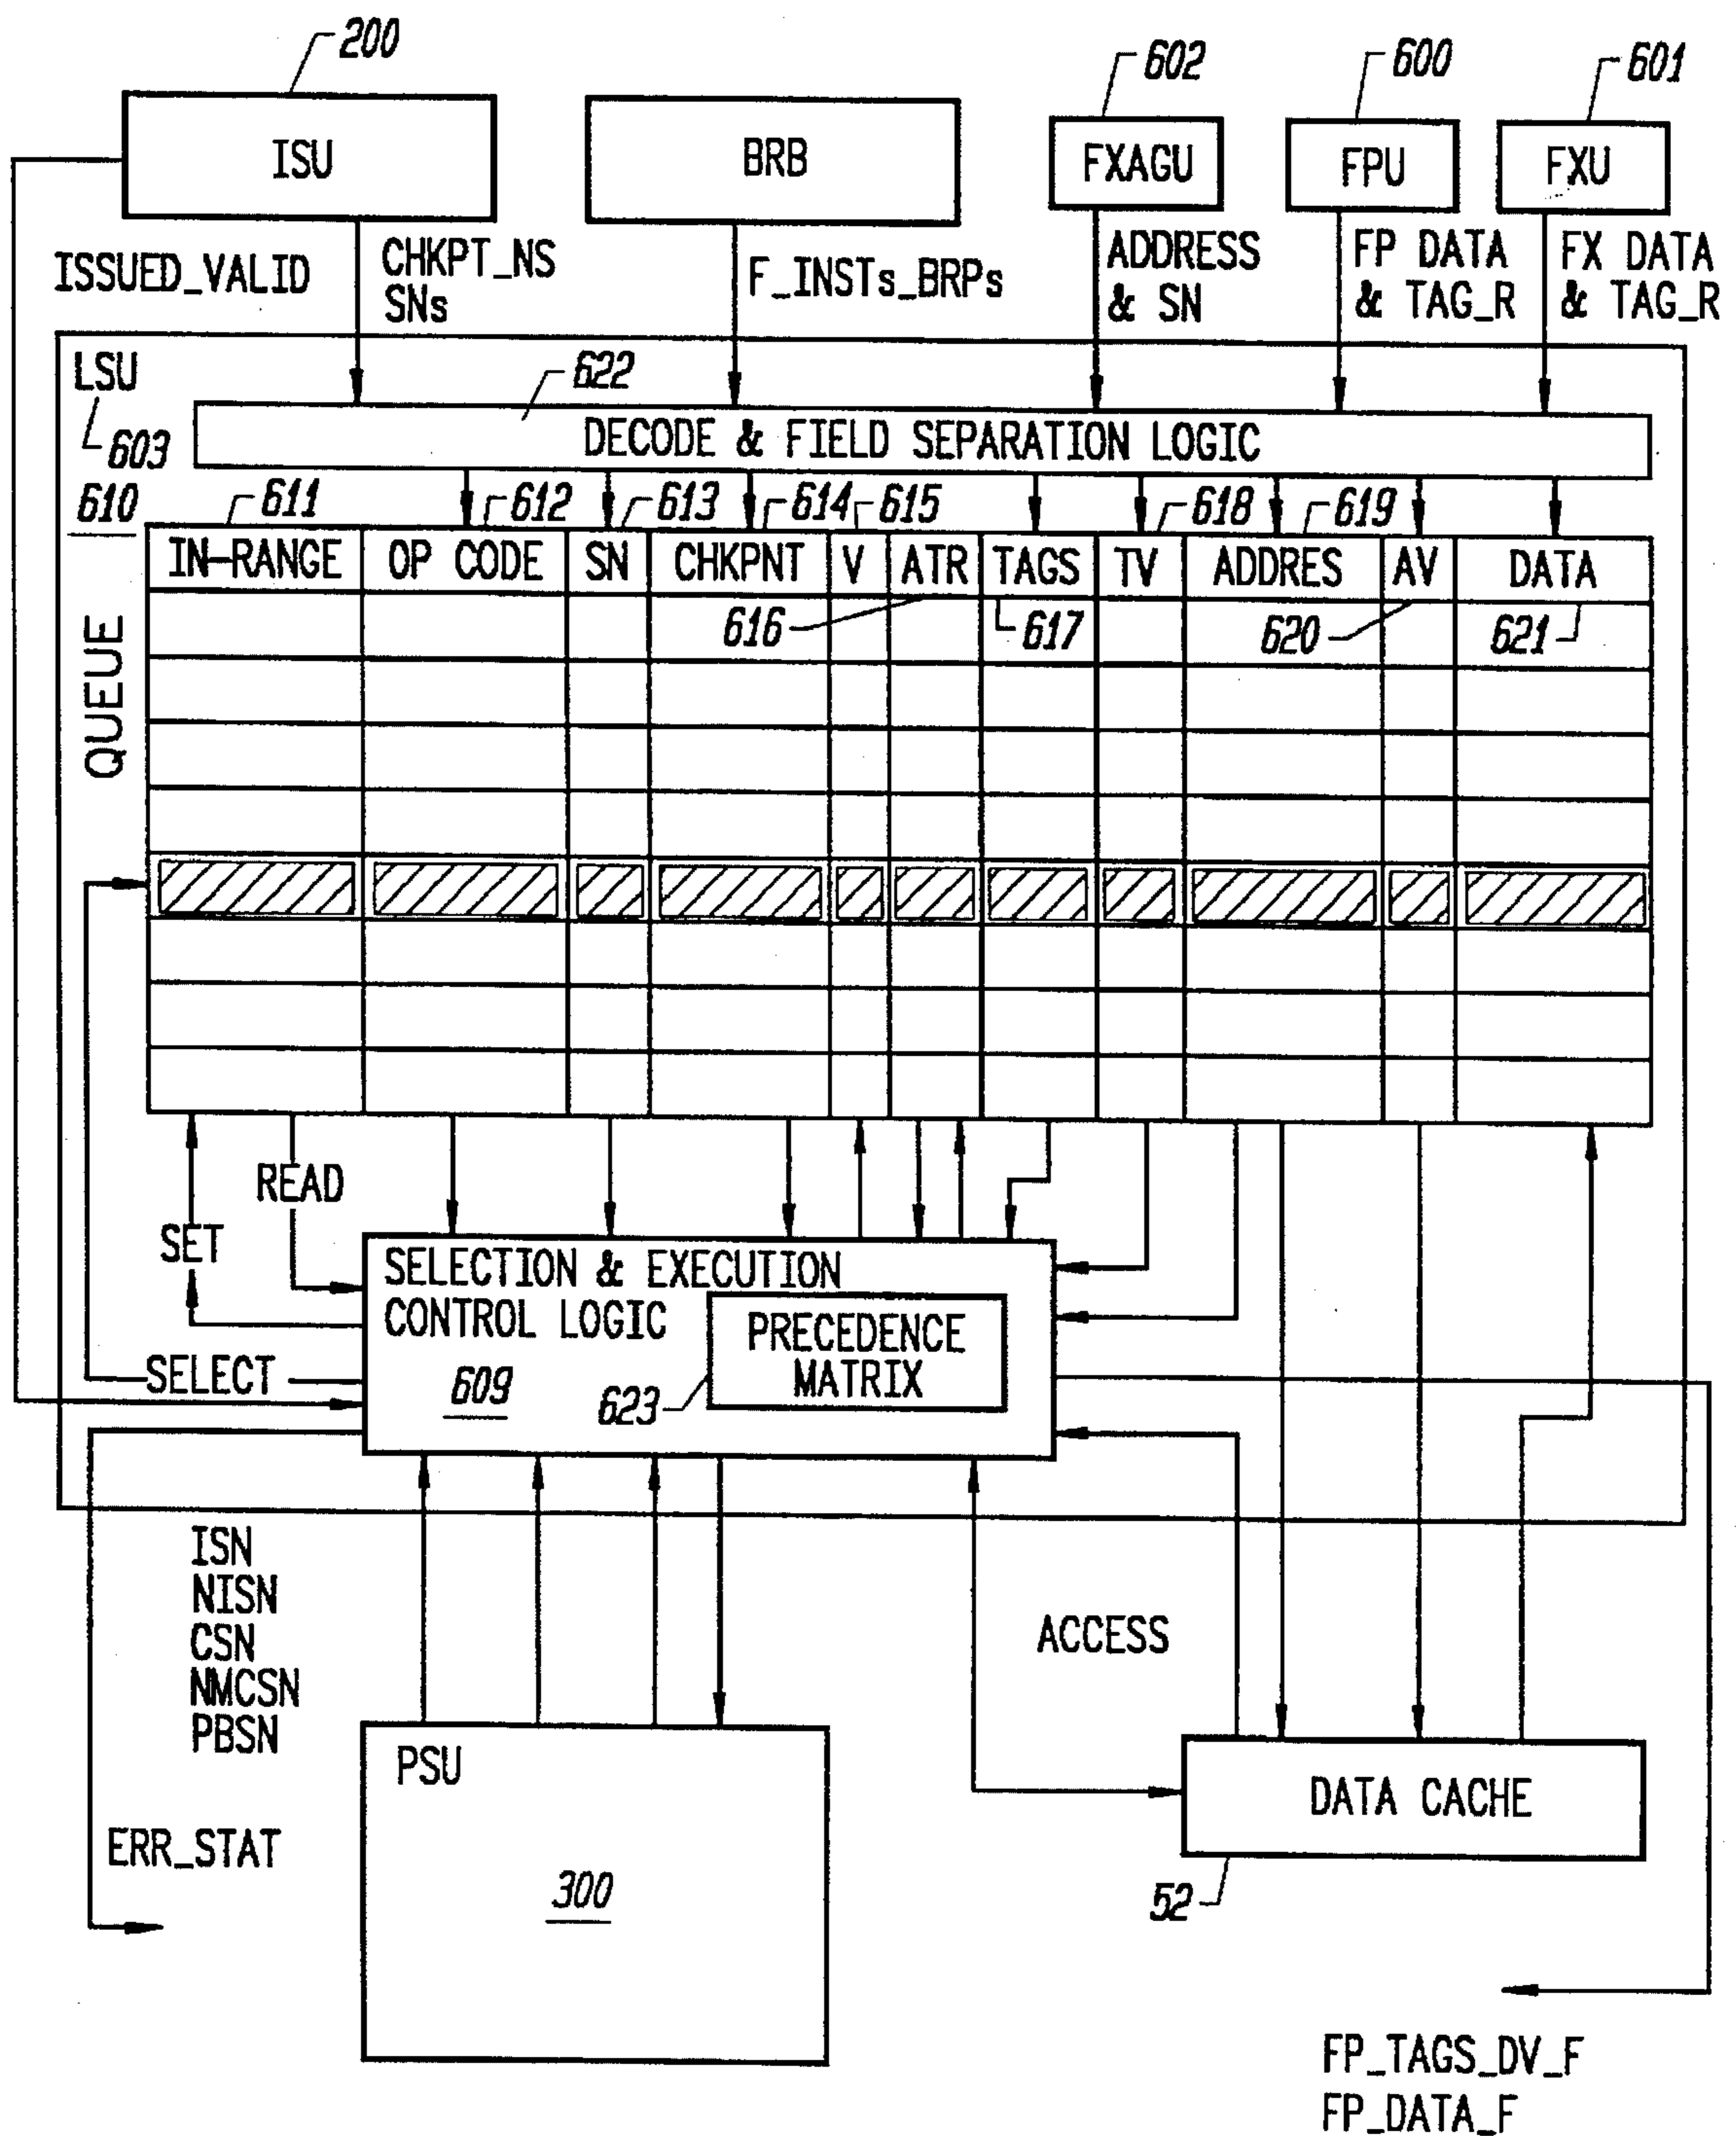 200
602
600
601
ISU
BRB
FXAGU
FPU
FXU
ISSUED_VALID
CHKPT_NS
SNs
F_INSTs_BRPs
ADDRESS
& SN
FP DATA
& TAG_R
FX DATA
& TAG_R
LSU
603
622
DECODE & FIELD SEPARATION LOGIC
610
611
612
613
614
615
618
619
IN-RANGE
OP CODE
SN
CHKPNT
V
ATR
TAGS
TV
ADDRES
AV
DATA
616
617
620
621
QUEUE
READ
SET
SELECT
SELECTION & EXECUTION
CONTROL LOGIC
609
PRECEDENCE
MATRIX
623
ISN
NISN
CSN
NMCSN
PBSN
ACCESS
PSU
300
DATA CACHE
52
ERR_STAT
FP_TAGS_DV_F
FP_DATA_F